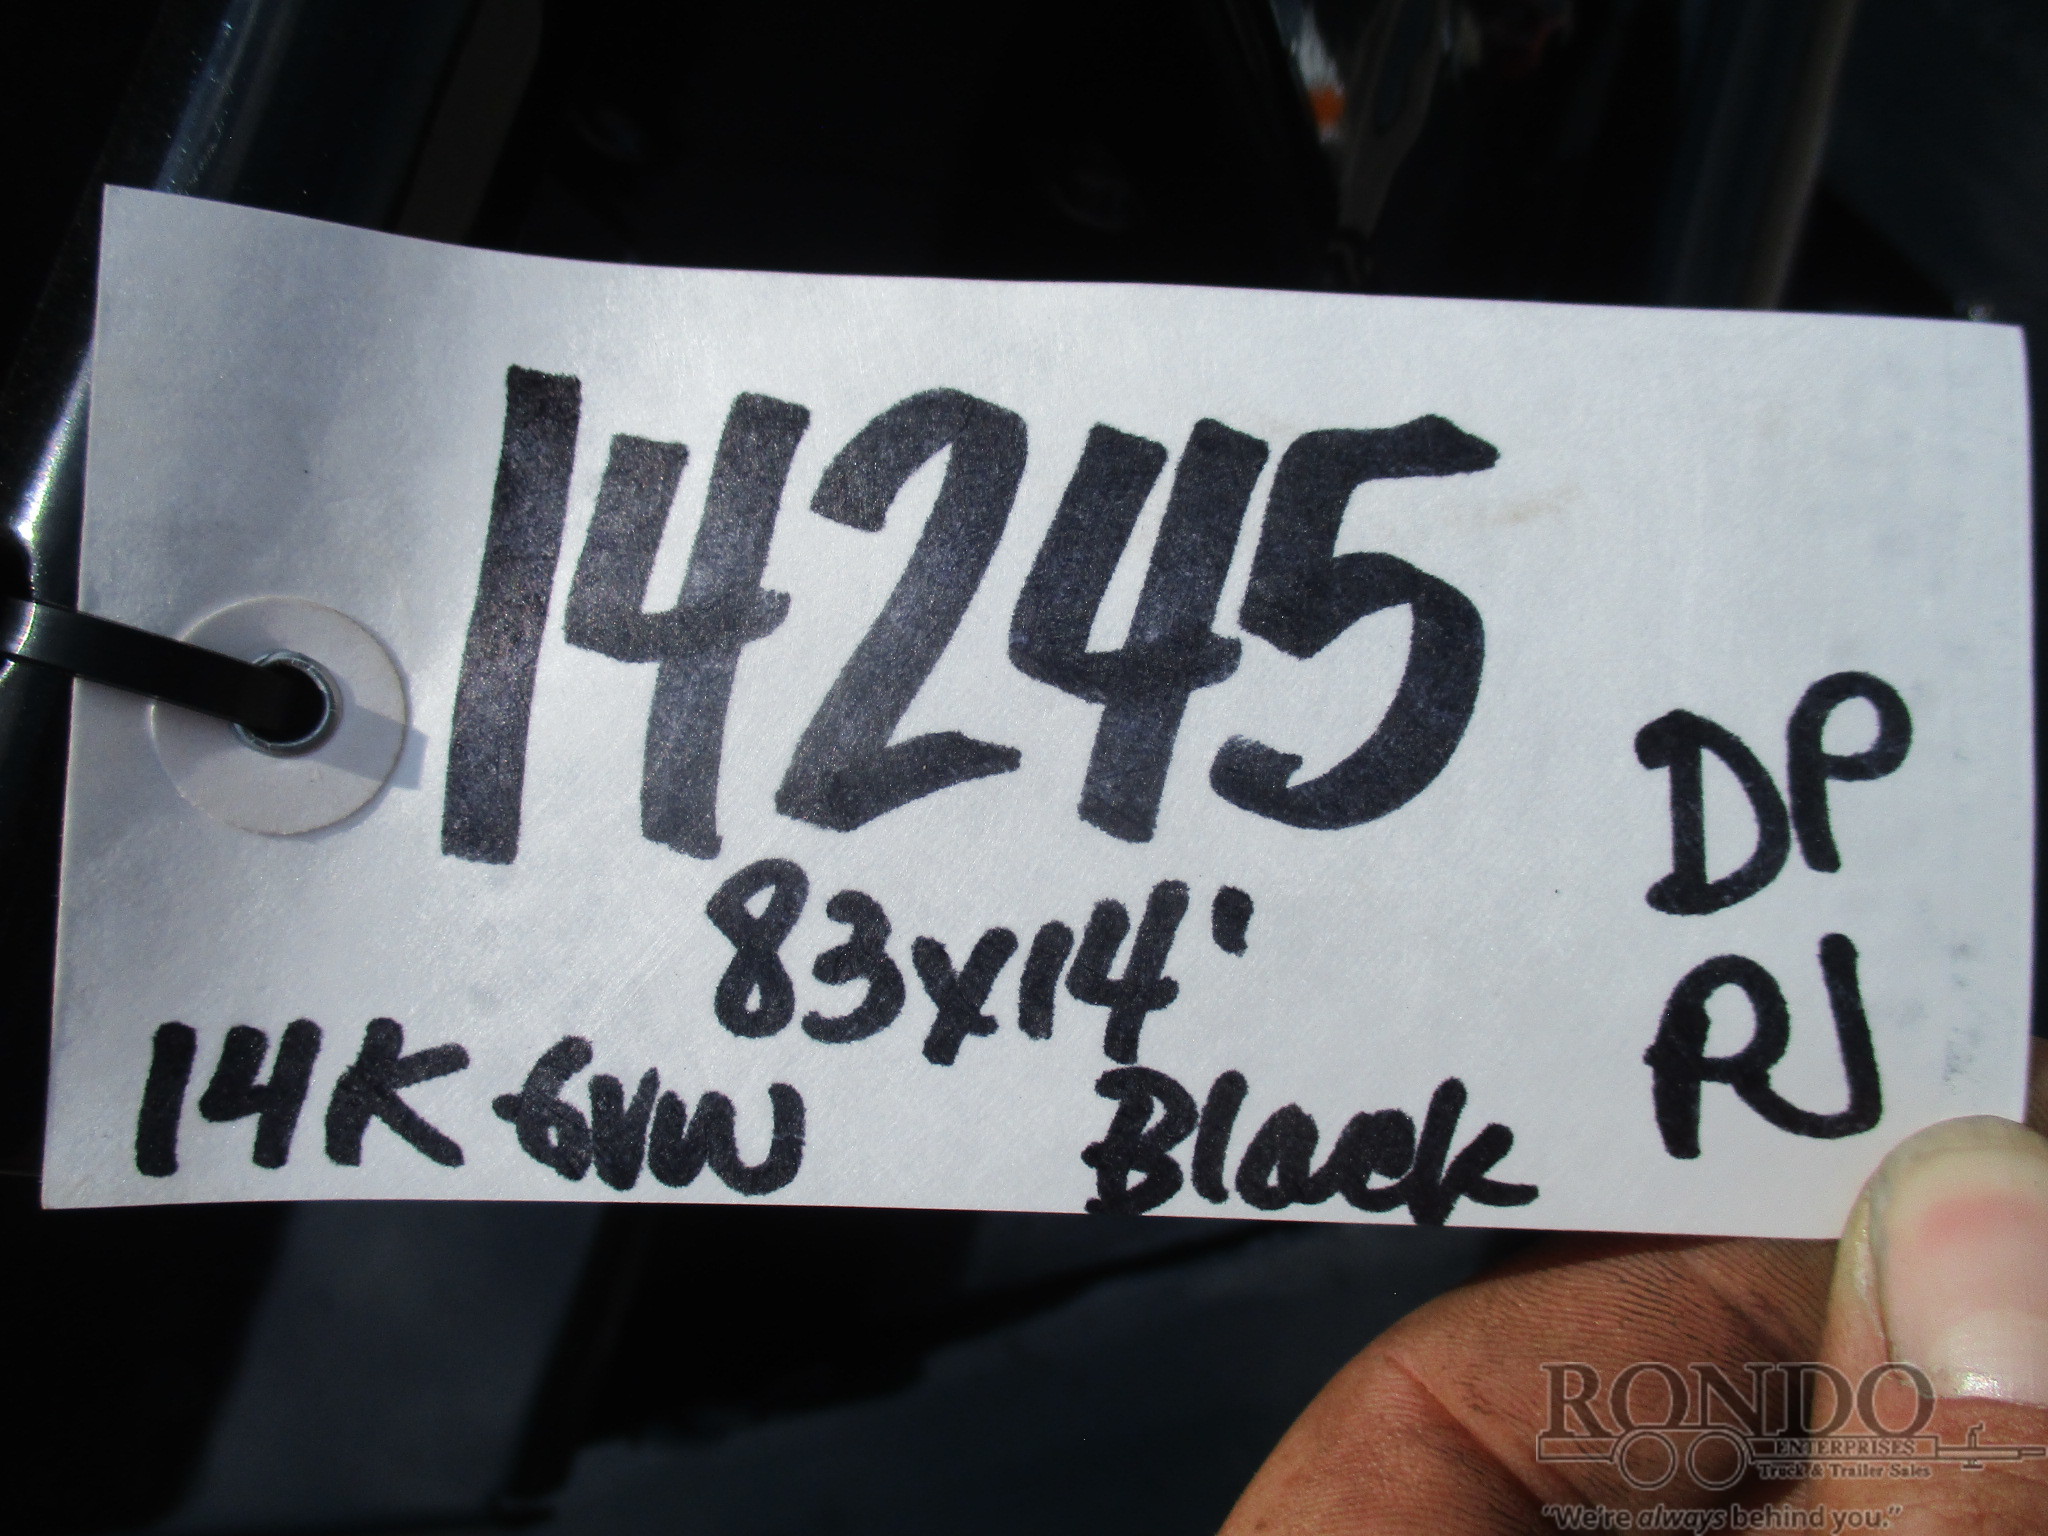 14245
83x14'
14K GVW Black
DP
RJ
RONDO
ENTERPRISES
Truck & Trailer Sales
"We're always behind you."